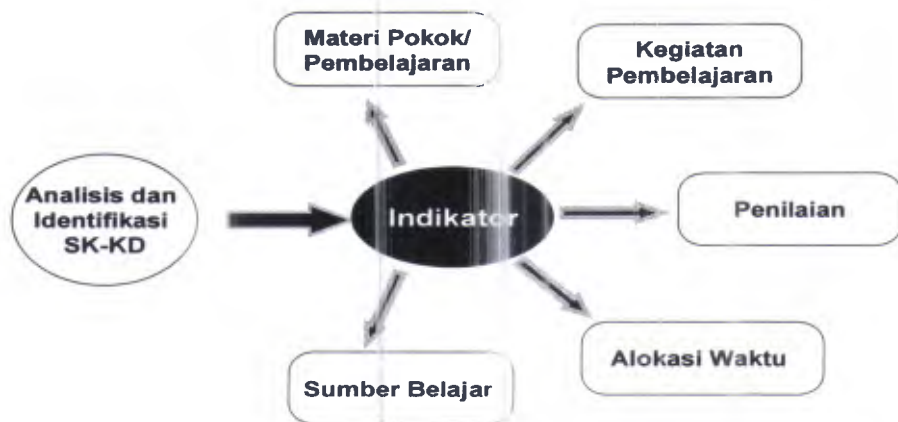 Materi Pokok/
Pembelajaran
Kegiatan
Pembelajaran
Analisis dan
Identifikasi
SK-KD
Indikator
Penilaian
Alokasi Waktu
Sumber Belajar